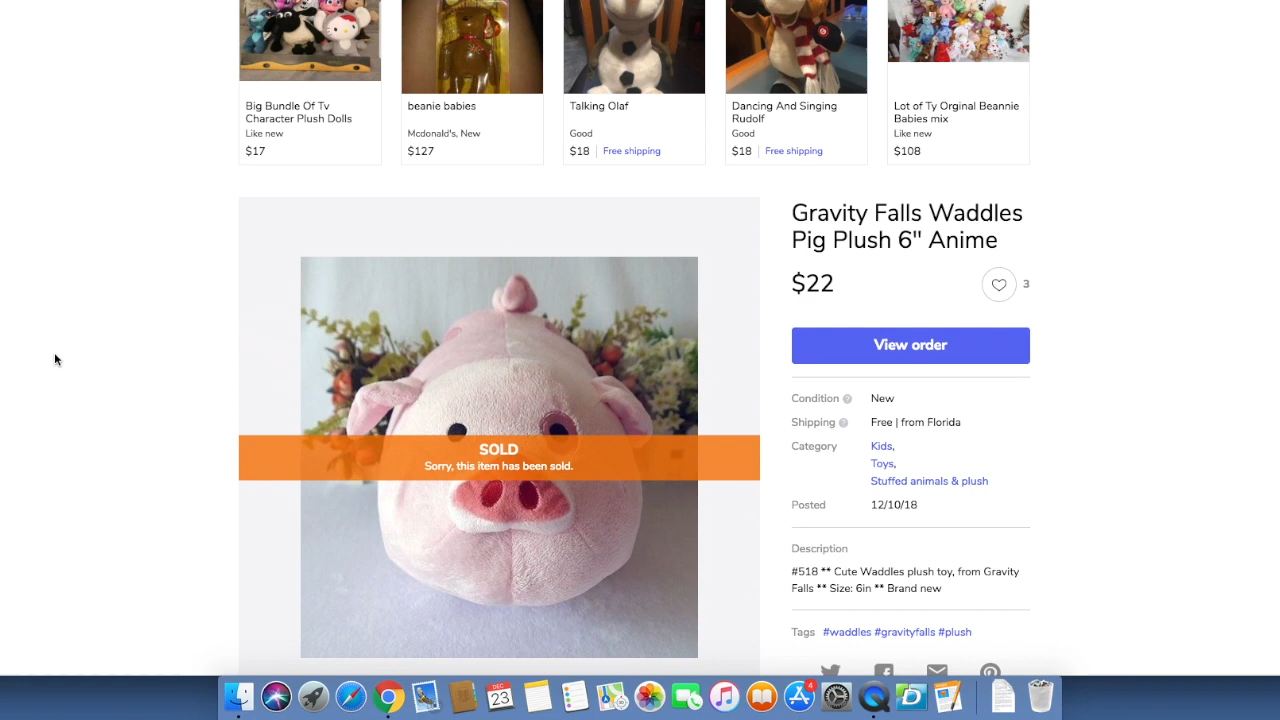 Big Bundle Of Tv
Character Plush Dolls
Like new
$17
beanie babies
Mcdonald's, New
$127
Talking Olaf
Good
$18 | Free shipping
Dancing And Singing
Rudolf
Good
$18 | Free shipping
Lot of Ty Orginal Beannie
Babies mix
Like new
$108
SOLD
Sorry, this item has been sold.
Gravity Falls Waddles
Pig Plush 6" Anime
$22
3
View order
Condition ? New
Shipping ? Free | from Florida
Category Kids,
Toys,
Stuffed animals & plush
Posted 12/10/18
Description
#518 ** Cute Waddles plush toy, from Gravity
Falls ** Size: 6in ** Brand new
Tags #waddles #gravityfalls #plush
DEC
23
4